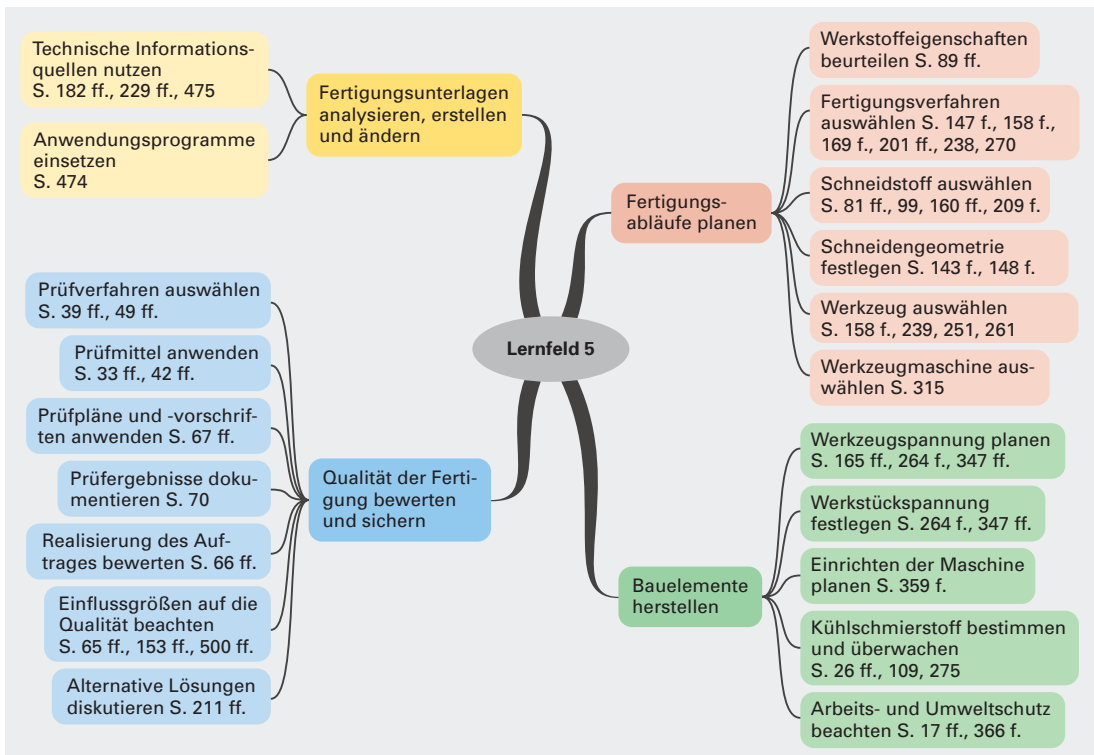 Technische Informations-
quellen nutzen
S. 182 ff., 229 ff., 475
Anwendungsprogramme
einsetzen
S. 474
Fertigungsunterlagen
analysieren, erstellen
und ändern
Werkstoffeigenschaften
beurteilen S. 89 ff.
Fertigungsverfahren
auswählen S. 147 f., 158 f.,
169 f., 201 ff., 238, 270
Schneidstoff auswählen
S. 81 ff., 99, 160 ff., 209 f.
Schneidengeometrie
festlegen S. 143 f., 148 f.
Werkzeug auswählen
S. 158 f., 239, 251, 261
Werkzeugmaschine aus-
wählen S. 315
Fertigungs-
abläufe planen
Lernfeld 5
Prüfverfahren auswählen
S. 39 ff., 49 ff.
Prüfmittel anwenden
S. 33 ff., 42 ff.
Prüfpläne und -vorschrif-
ten anwenden S. 67 ff.
Prüfergebnisse doku-
mentieren S. 70
Realisierung des Auf-
trages bewerten S. 66 ff.
Einflussgrößen auf die
Qualität beachten
S. 65 ff., 153 ff., 500 ff.
Alternative Lösungen
diskutieren S. 211 ff.
Qualität der Ferti-
gung bewerten
und sichern
Bauelemente
herstellen
Werkzeugspannung planen
S. 165 ff., 264 f., 347 ff.
Werkstückspannung
festlegen S. 264 f., 347 ff.
Einrichten der Maschine
planen S. 359 f.
Kühlschmierstoff bestimmen
und überwachen
S. 26 ff., 109, 275
Arbeits- und Umweltschutz
beachten S. 17 ff., 366 f.